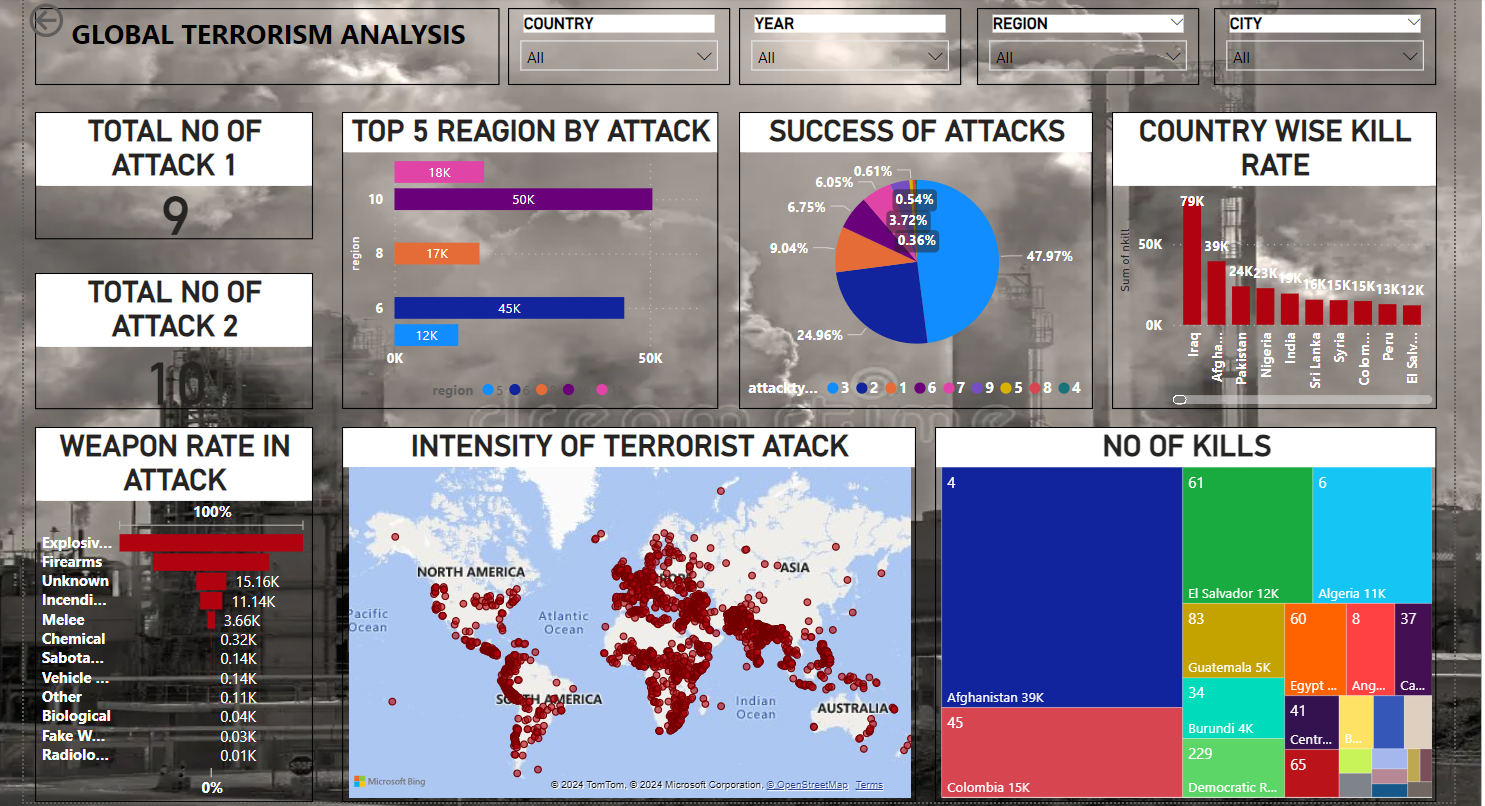 GLOBAL TERRORISM ANALYSIS
COUNTRY
All
YEAR
All
REGION
All
CITY
All
TOTAL NO OF
ATTACK 1
9
TOTAL NO OF
ATTACK 2
10
TOP 5 REAGION BY ATTACK
region
18K
10
50K
8
17K
6
45K
12K
0K
50K
region
5
6
SUCCESS OF ATTACKS
0.61%
6.05%
6.75%
9.04%
24.96%
0.54%
3.72%
0.36%
47.97%
attackty...
3
2
1
6
7
9
5
8
4
COUNTRY WISE KILL
RATE
Sum of nkill
50K
0K
79K
39K
24K
23K
19K
16K
15K
15K
13K
12K
Iraq
Afgha...
Pakistan
Nigeria
India
Sri Lanka
Syria
Colom...
Peru
El Salv...
WEAPON RATE IN
ATTACK
100%
Explosiv...
Firearms
Unknown 15.16K
Incendi... 11.14K
Melee 3.66K
Chemical 0.32K
Sabota... 0.14K
Vehicle ... 0.14K
Other 0.11K
Biological 0.04K
Fake W... 0.03K
Radiolo... 0.01K
0%
INTENSITY OF TERRORIST ATACK
NORTH AMERICA
ASIA
Pacific
Ocean
Atlantic
Ocean
SOUTH AMERICA
Indian
Ocean
AUSTRALIA
Microsoft Bing
© 2024 TomTom, © 2024 Microsoft Corporation, © OpenStreetMap Terms
NO OF KILLS
4
Afghanistan 39K
45
Colombia 15K
61
El Salvador 12K
6
Algeria 11K
83
Guatemala 5K
34
Burundi 4K
229
Democratic R...
60
Egypt ...
8
Ang...
37
Ca...
41
Centr...
B...
65